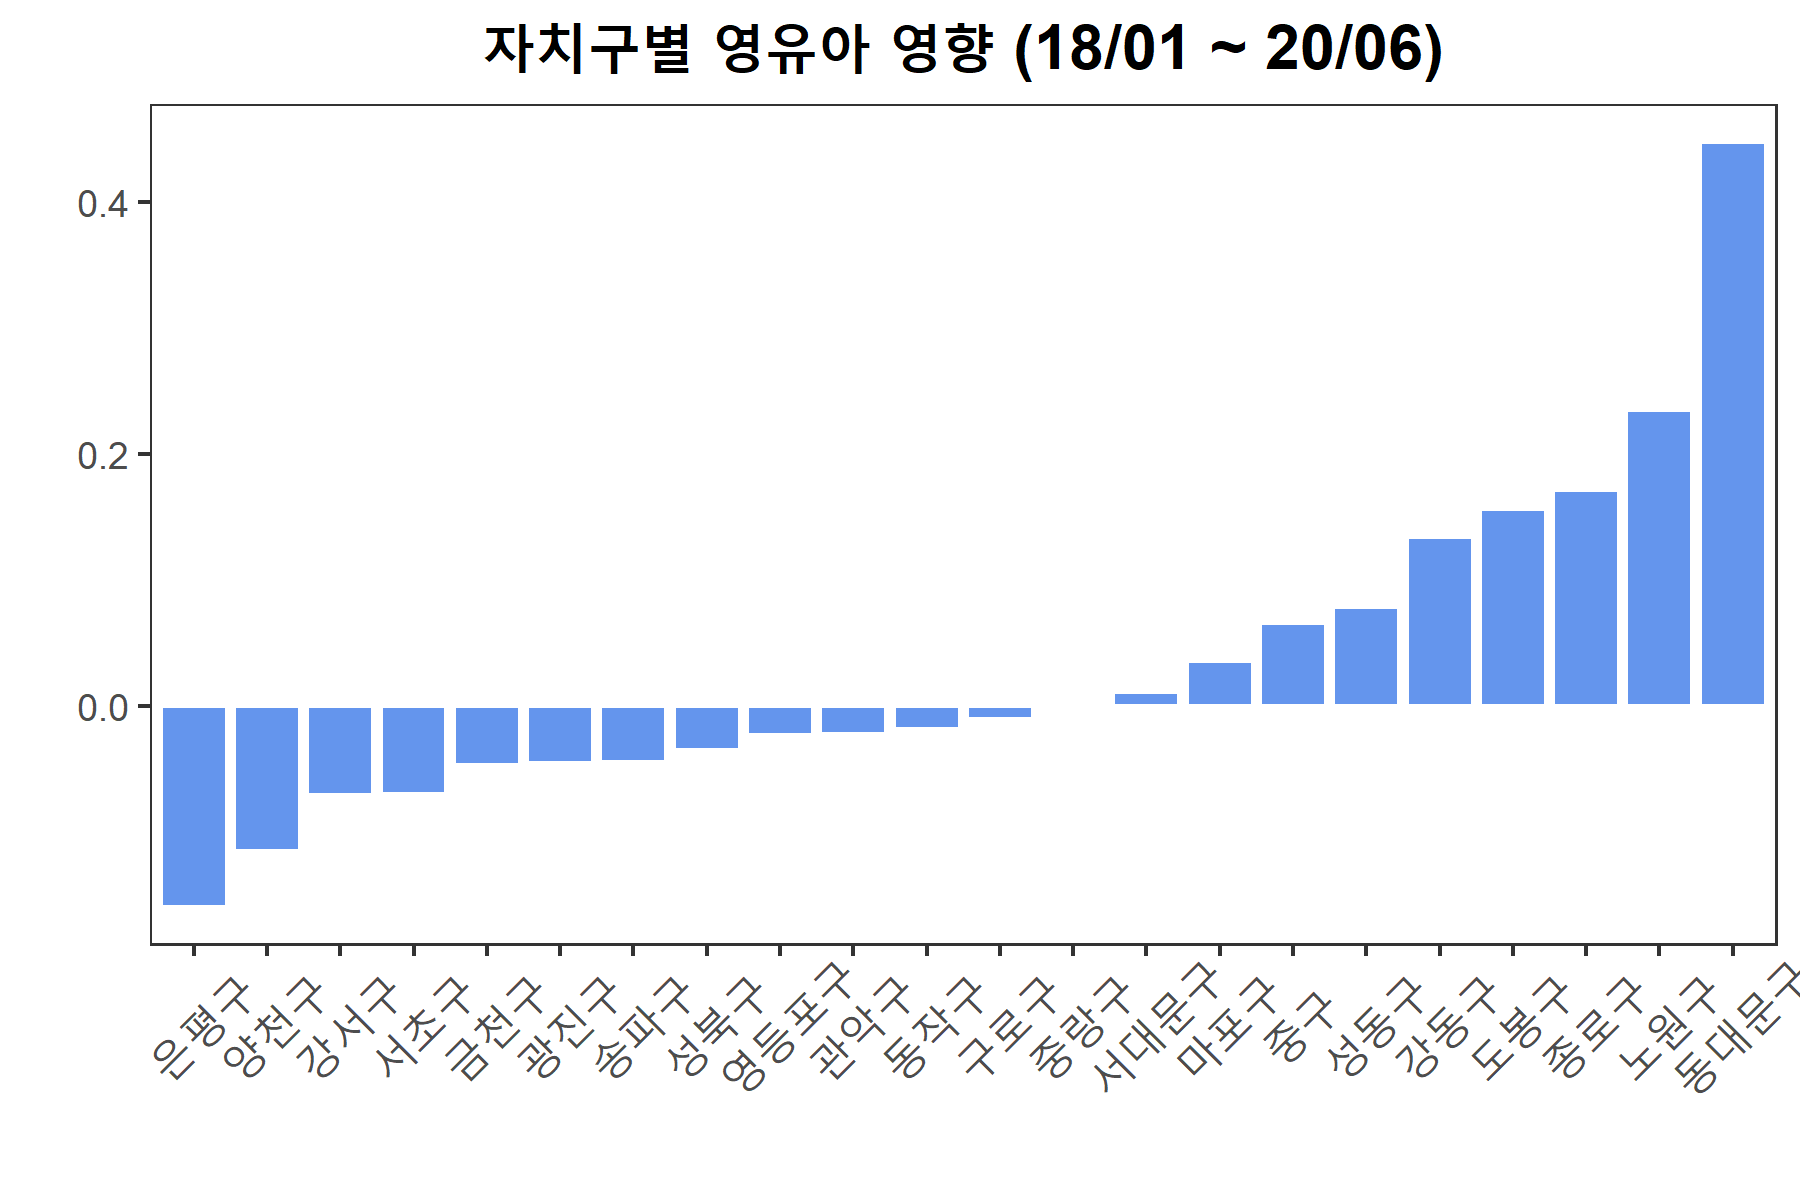 자치구별 영유아 영향 (18/01 ~ 20/06)
0.4
0.2
0.0
은평구
양천구
강서구
서초구
금천구
광진구
송파구
성북구
영등포구
관악구
동작구
구로구
중랑구
서대문구
마포구
중구
성동구
강동구
도봉구
종로구
노원구
동대문구